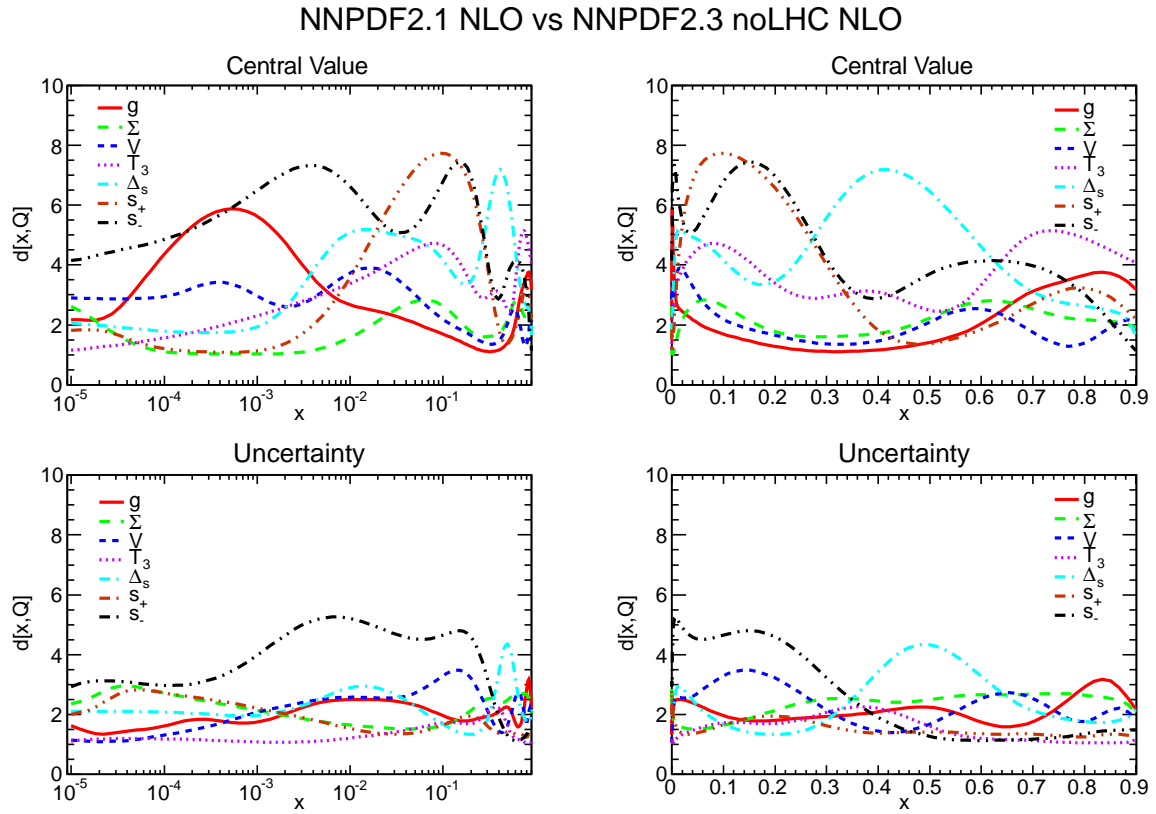 NNPDF2.1 NLO vs NNPDF2.3 noLHC NLO
Central Value
d[x,Q]
10
8
6
4
2
0
g
Σ
V
T₃
Δₛ
s₊
s₋
10⁻⁵ 10⁻⁴ 10⁻³ 10⁻² 10⁻¹
x
Central Value
d[x,Q]
10
8
6
4
2
0
g
Σ
V
T₃
Δₛ
s₊
s₋
0 0.1 0.2 0.3 0.4 0.5 0.6 0.7 0.8 0.9
x
Uncertainty
d[x,Q]
10
8
6
4
2
0
g
Σ
V
T₃
Δₛ
s₊
s₋
10⁻⁵ 10⁻⁴ 10⁻³ 10⁻² 10⁻¹
x
Uncertainty
d[x,Q]
10
8
6
4
2
0
g
Σ
V
T₃
Δₛ
s₊
s₋
0 0.1 0.2 0.3 0.4 0.5 0.6 0.7 0.8 0.9
x